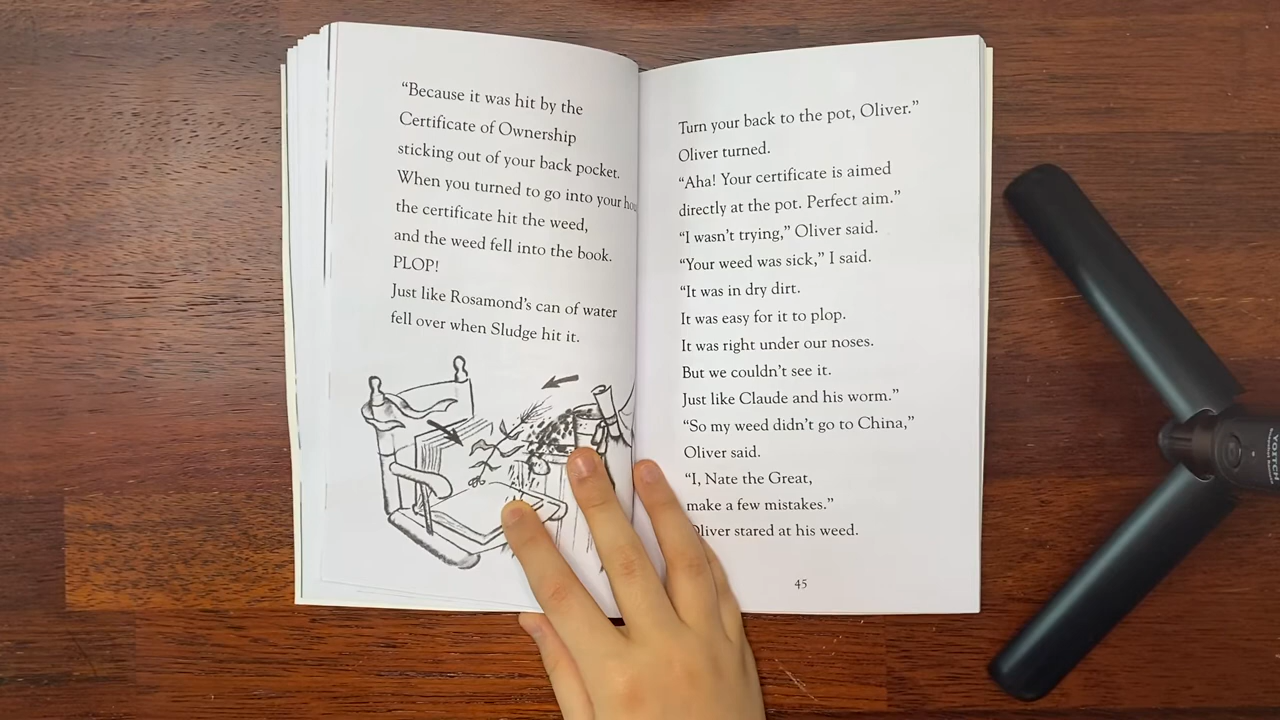 “Because it was hit by the
Certificate of Ownership
sticking out of your back pocket.
When you turned to go into your
the certificate hit the weed,
and the weed fell into the book.
PLOP!
Just like Rosamond’s can of water
fell over when Sludge hit it.
Turn your back to the pot, Oliver.”
Oliver turned.
“Aha! Your certificate is aimed
directly at the pot. Perfect aim.”
“I wasn’t trying,” Oliver said.
“Your weed was sick,” I said.
“It was in dry dirt.
It was easy for it to plop.
It was right under our noses.
But we couldn’t see it.
Just like Claude and his worm.”
“So my weed didn’t go to China,”
Oliver said.
“I, Nate the Great,
make a few mistakes.”
Oliver stared at his weed.
45
YOITCH